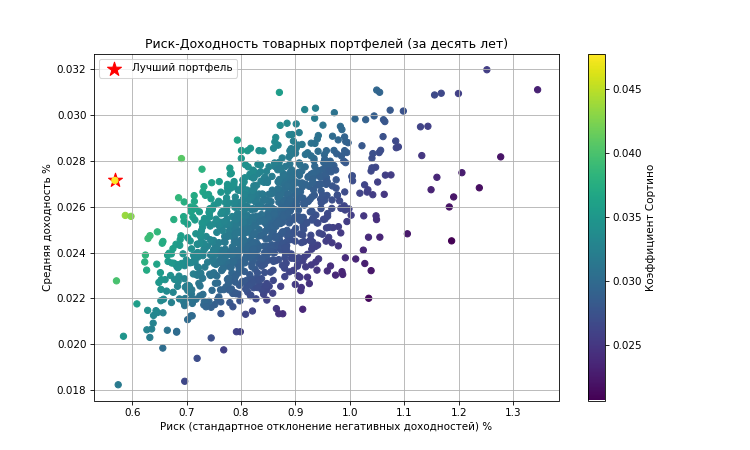 Риск-Доходность товарных портфелей (за десять лет)
Лучший портфель
Средняя доходность %
0.032
0.030
0.028
0.026
0.024
0.022
0.020
0.018
0.6 0.7 0.8 0.9 1.0 1.1 1.2 1.3
Риск (стандартное отклонение негативных доходностей) %
0.045
0.040
0.035
0.030
0.025
Коэффициент Сортино